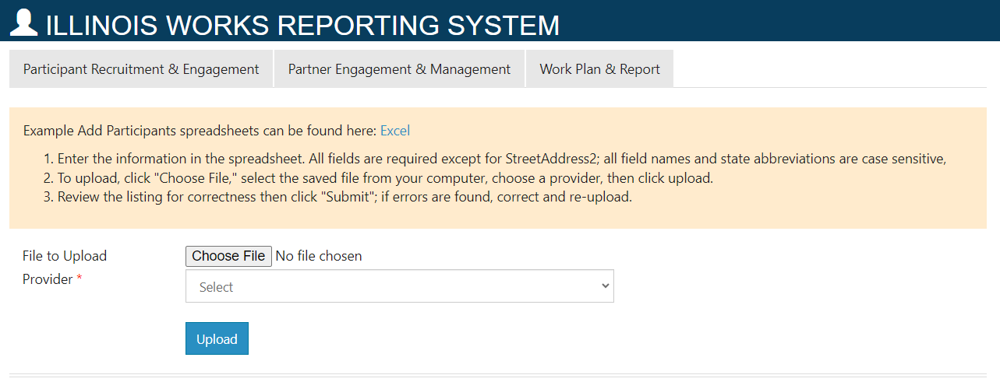 ILLINOIS WORKS REPORTING SYSTEM
Participant Recruitment & Engagement
Partner Engagement & Management
Work Plan & Report
Example Add Participants spreadsheets can be found here: Excel
1. Enter the information in the spreadsheet. All fields are required except for StreetAddress2; all field names and state abbreviations are case sensitive,
2. To upload, click "Choose File," select the saved file from your computer, choose a provider, then click upload.
3. Review the listing for correctness then click "Submit"; if errors are found, correct and re-upload.
File to Upload
Choose File No file chosen
Provider *
Select
Upload